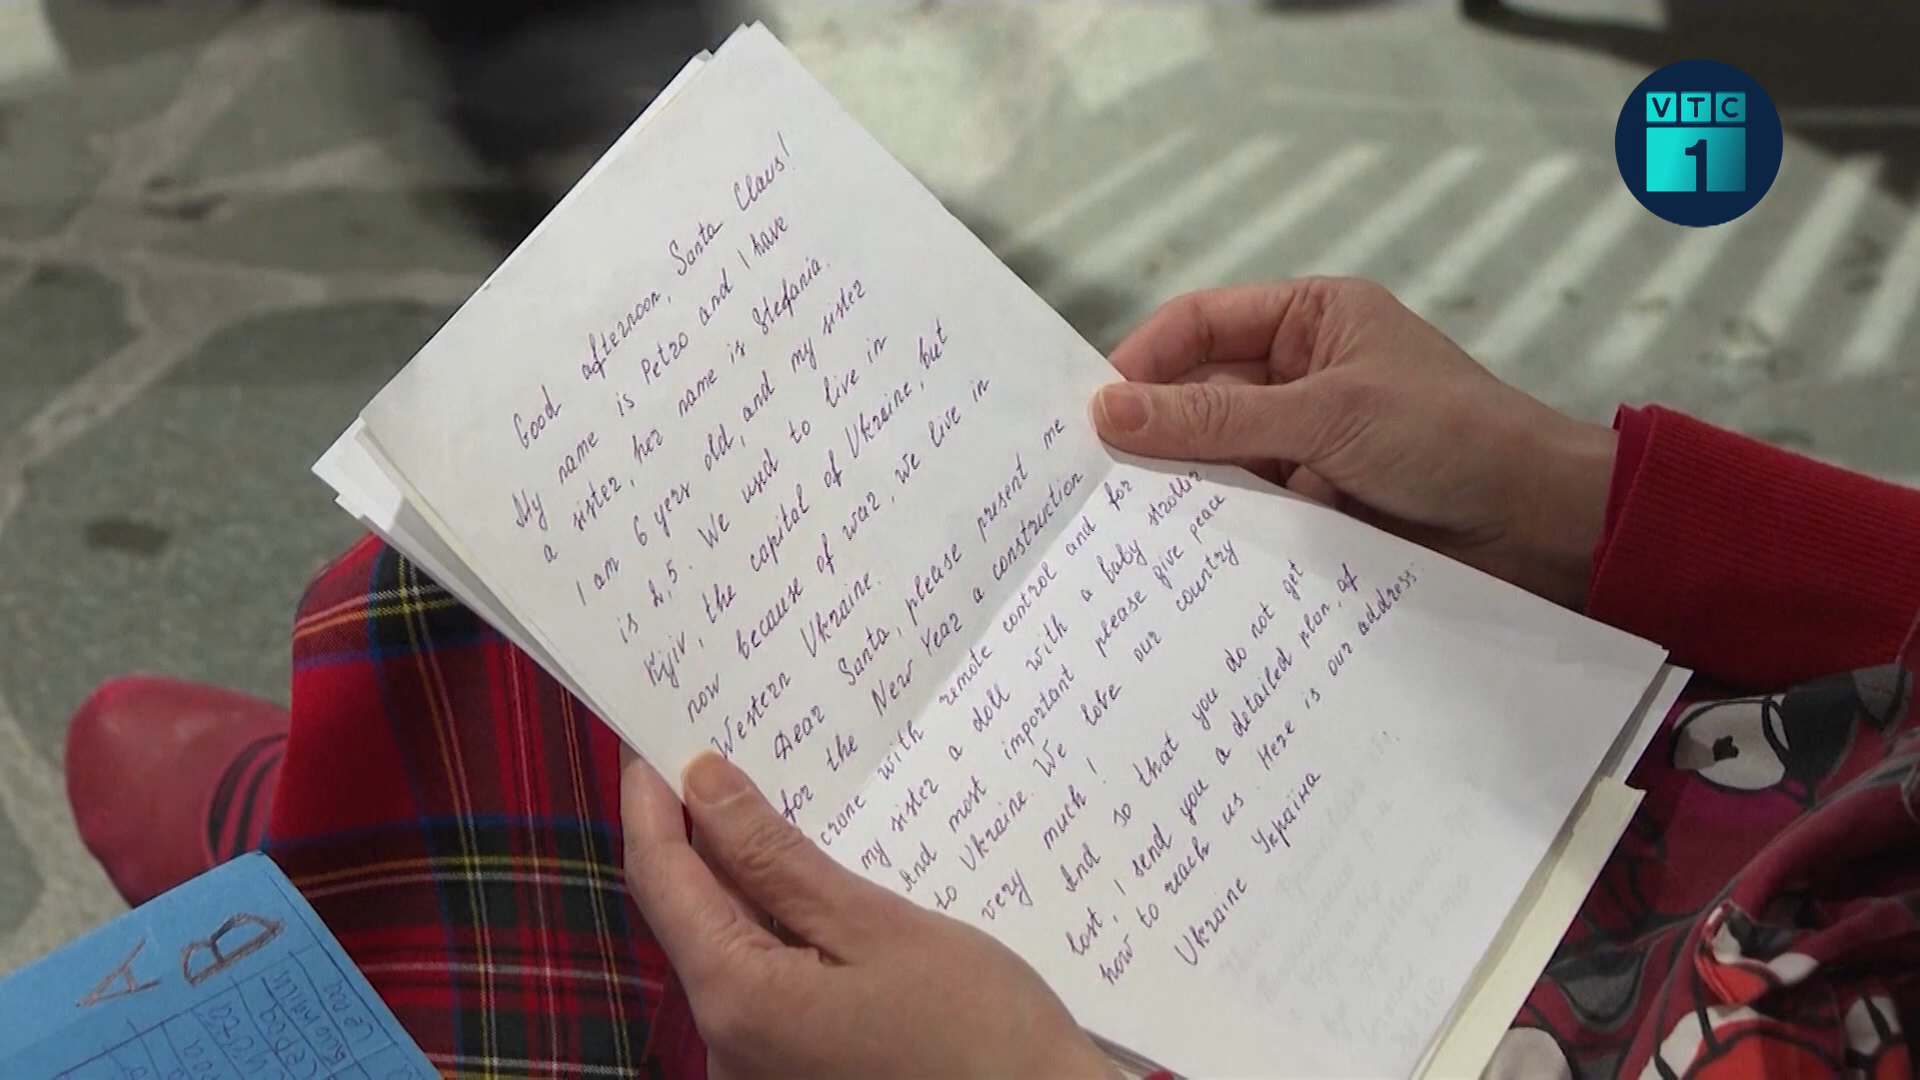 Good afternoon, Santa Claus!
My name is Petro and I have
a sister, her name is Stefania.
I am 6 yers old, and my sister
is 2,5. We used to live in
Kyiv, the capital of Ukraine, but
now because of war, we live in
Western Ukraine.
Dear Santa, please present me
for the New Year a construction
crane with remote control and for
my sister a doll with a baby stroller
And most important please give peace
to Ukraine. We love our country
very much!
And so that you do not get
lost, I send you a detailed plan, of
how to reach us. Here is our address:
Ukraine Україна
VTC
1
A
B